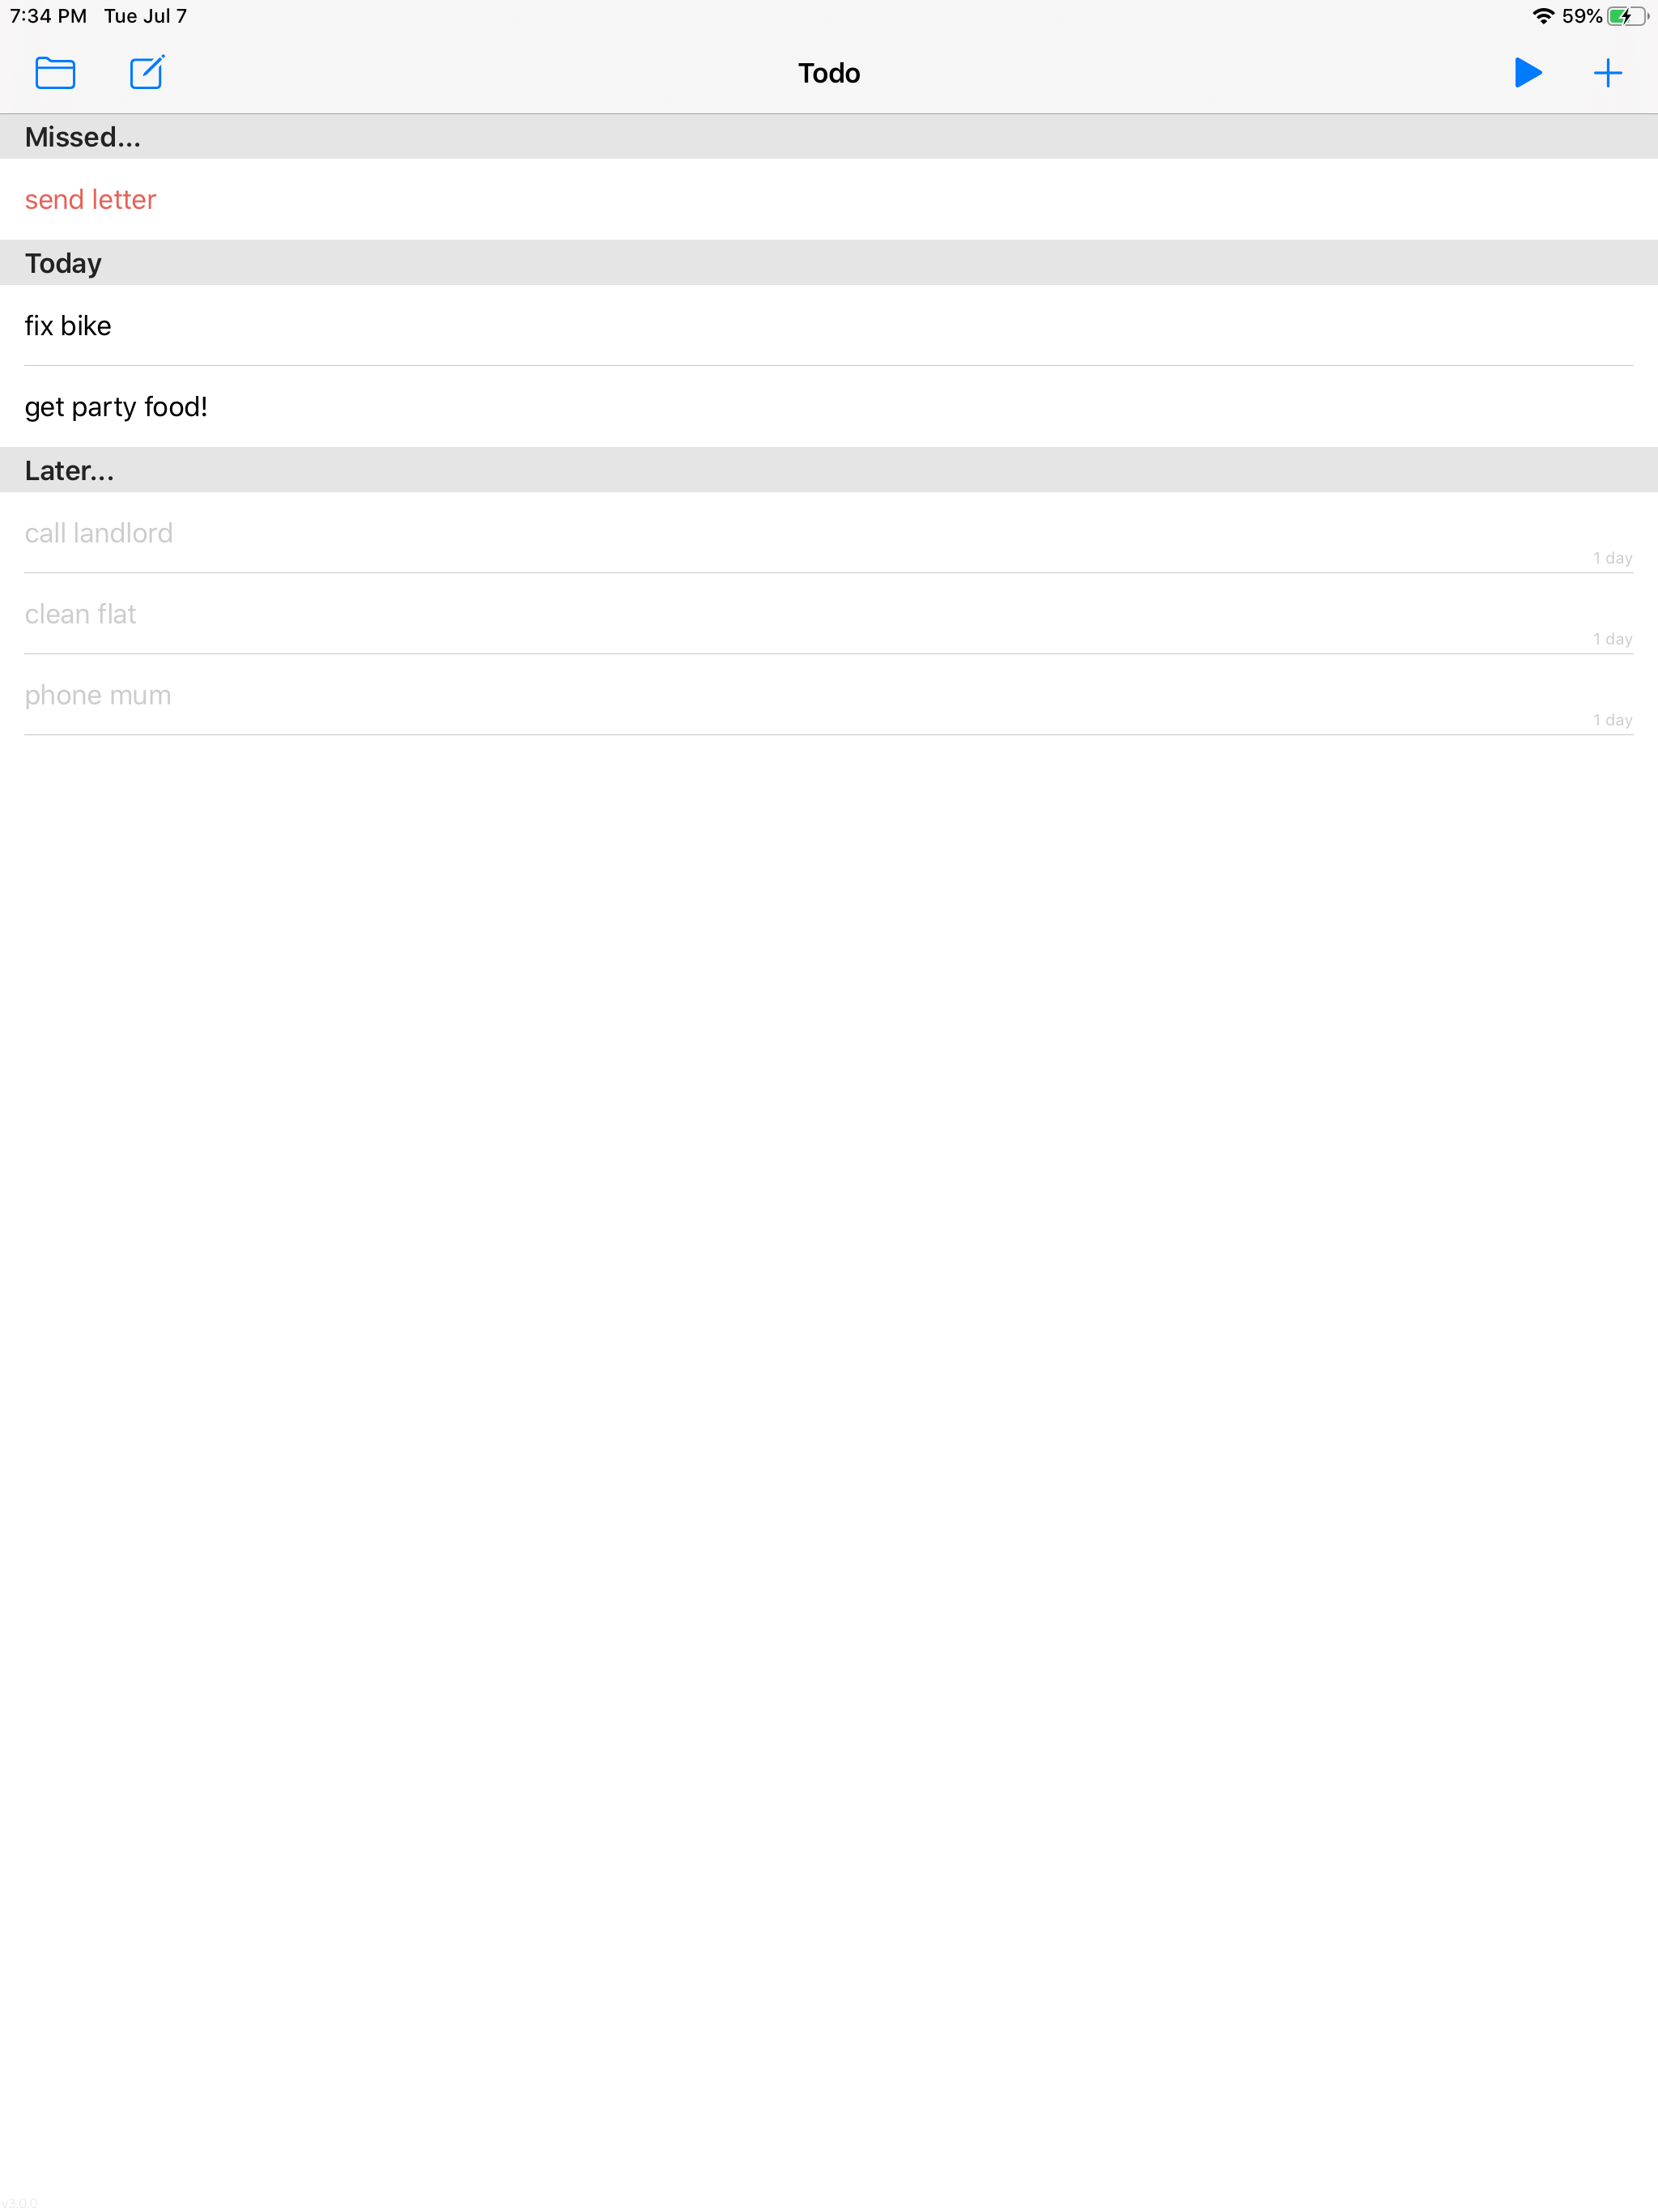 7:34 PM Tue Jul 7 59%
Todo
Missed...
send letter
Today
fix bike
get party food!
Later...
call landlord
1 day
clean flat
1 day
phone mum
1 day
v3.0.0